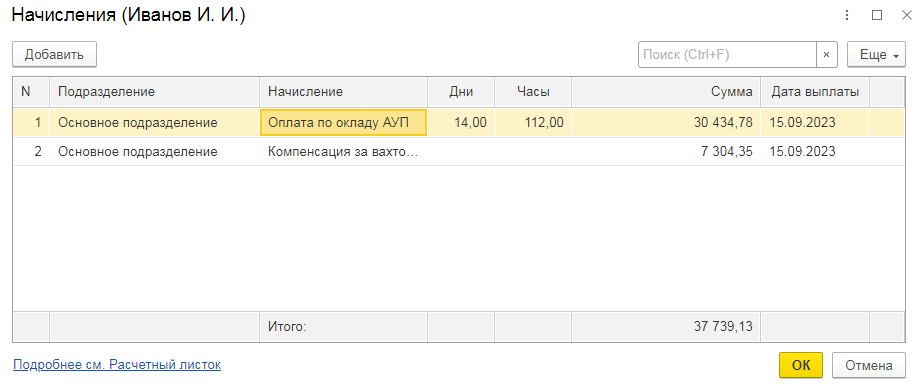 Начисления (Иванов И. И.)
Добавить
Поиск (Ctrl+F)
×
Еще
N Подразделение Начисление Дни Часы Сумма Дата выплаты
1 Основное подразделение Оплата по окладу АУП 14,00 112,00 30 434,78 15.09.2023
2 Основное подразделение Компенсация за вахто... 7 304,35 15.09.2023
Итого: 37 739,13
Подробнее см. Расчетный листок
ОК
Отмена